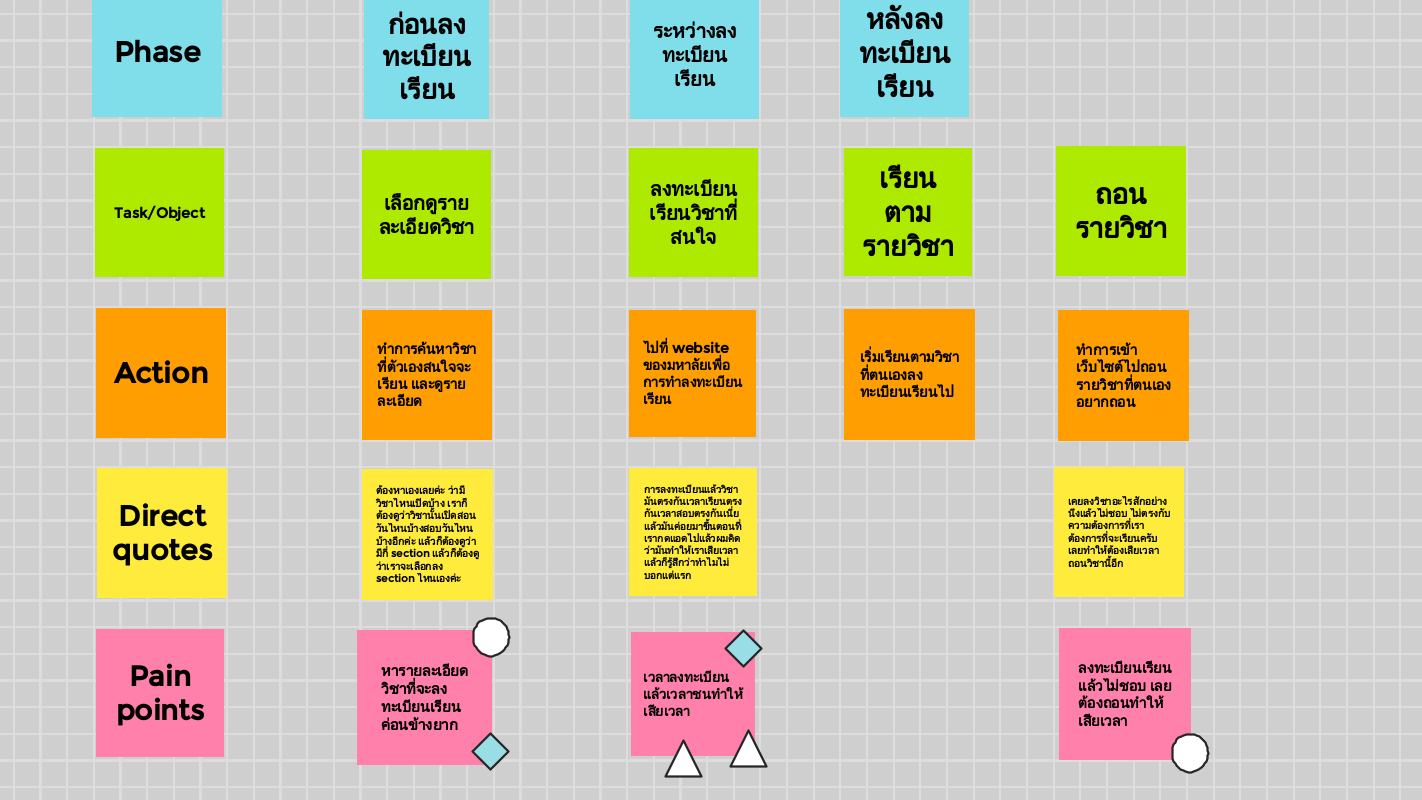 Phase
ก่อนลง
ทะเบียน
เรียน
ระหว่างลง
ทะเบียน
เรียน
หลังลง
ทะเบียน
เรียน
Task/Object
เลือกดูราย
ละเอียดวิชา
ลงทะเบียน
เรียนวิชาที่
สนใจ
เรียน
ตาม
รายวิชา
ถอน
รายวิชา
Action
ทำการค้นหาวิชา
ที่ตัวเองสนใจจะ
เรียน และดูราย
ละเอียด
ไปที่ website
ของมหาลัยเพื่อ
การทำลงทะเบียน
เรียน
เริ่มเรียนตามวิชา
ที่ตนเองลง
ทะเบียนเรียนไป
ทำการเข้า
เว็บไซต์ไปถอน
รายวิชาที่ตนเอง
อยากถอน
Direct
quotes
ต้องหาเองเลยค่ะ ว่ามี
วิชาไหนเปิดบ้าง เราก็
ต้องดูว่าวิชานั้นเปิดสอน
วันไหนบ้างสอบวันไหน
บ้างอีกค่ะ แล้วก็ต้องดูว่า
มีกี่ section แล้วก็ต้องดู
ว่าเราจะเลือกลง
section ไหนเองค่ะ
การลงทะเบียนแล้ววิชา
มันตรงกันเวลาเรียนตรง
กันเวลาสอบตรงกันเนี่ย
แล้วมันค่อยมาขึ้นตอนที่
เรากดแอดไปแล้วผมคิด
ว่ามันทำให้เราเสียเวลา
แล้วก็รู้สึกว่าทำไมไม่
บอกแต่แรก
เคยลงวิชาอะไรสักอย่าง
นึงแล้วไม่ชอบ ไม่ตรงกับ
ความต้องการที่เรา
ต้องการที่จะเรียนครับ
เลยทำให้ต้องเสียเวลา
ถอนวิชานี้อีก
Pain
points
หารายละเอียด
วิชาที่จะลง
ทะเบียนเรียน
ค่อนข้างยาก
เวลาลงทะเบียน
แล้วเวลาชนทำให้
เสียเวลา
ลงทะเบียนเรียน
แล้วไม่ชอบ เลย
ต้องถอนทำให้
เสียเวลา